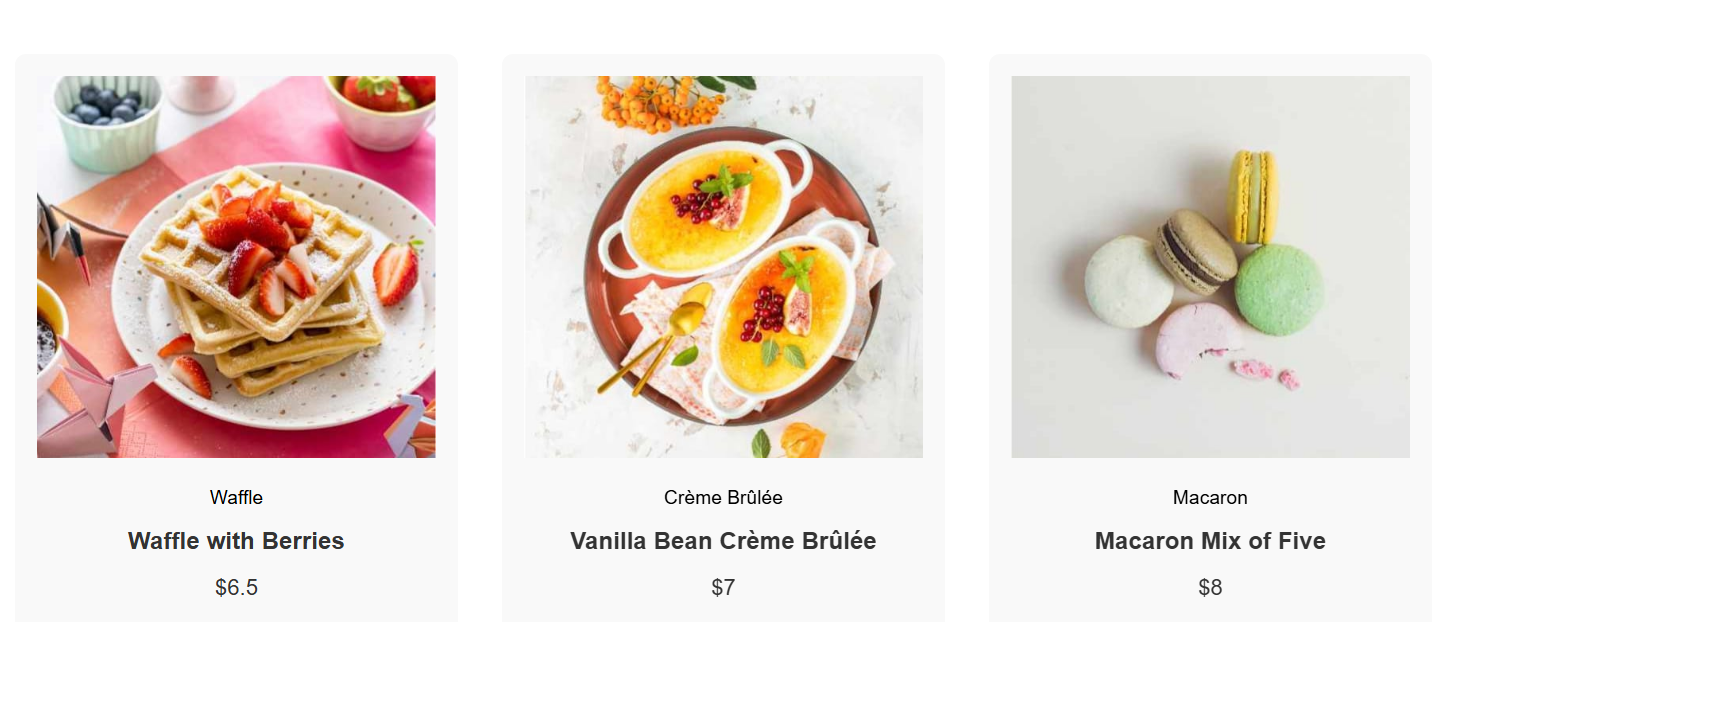 Waffle
Waffle with Berries
$6.5
Crème Brûlée
Vanilla Bean Crème Brûlée
$7
Macaron
Macaron Mix of Five
$8